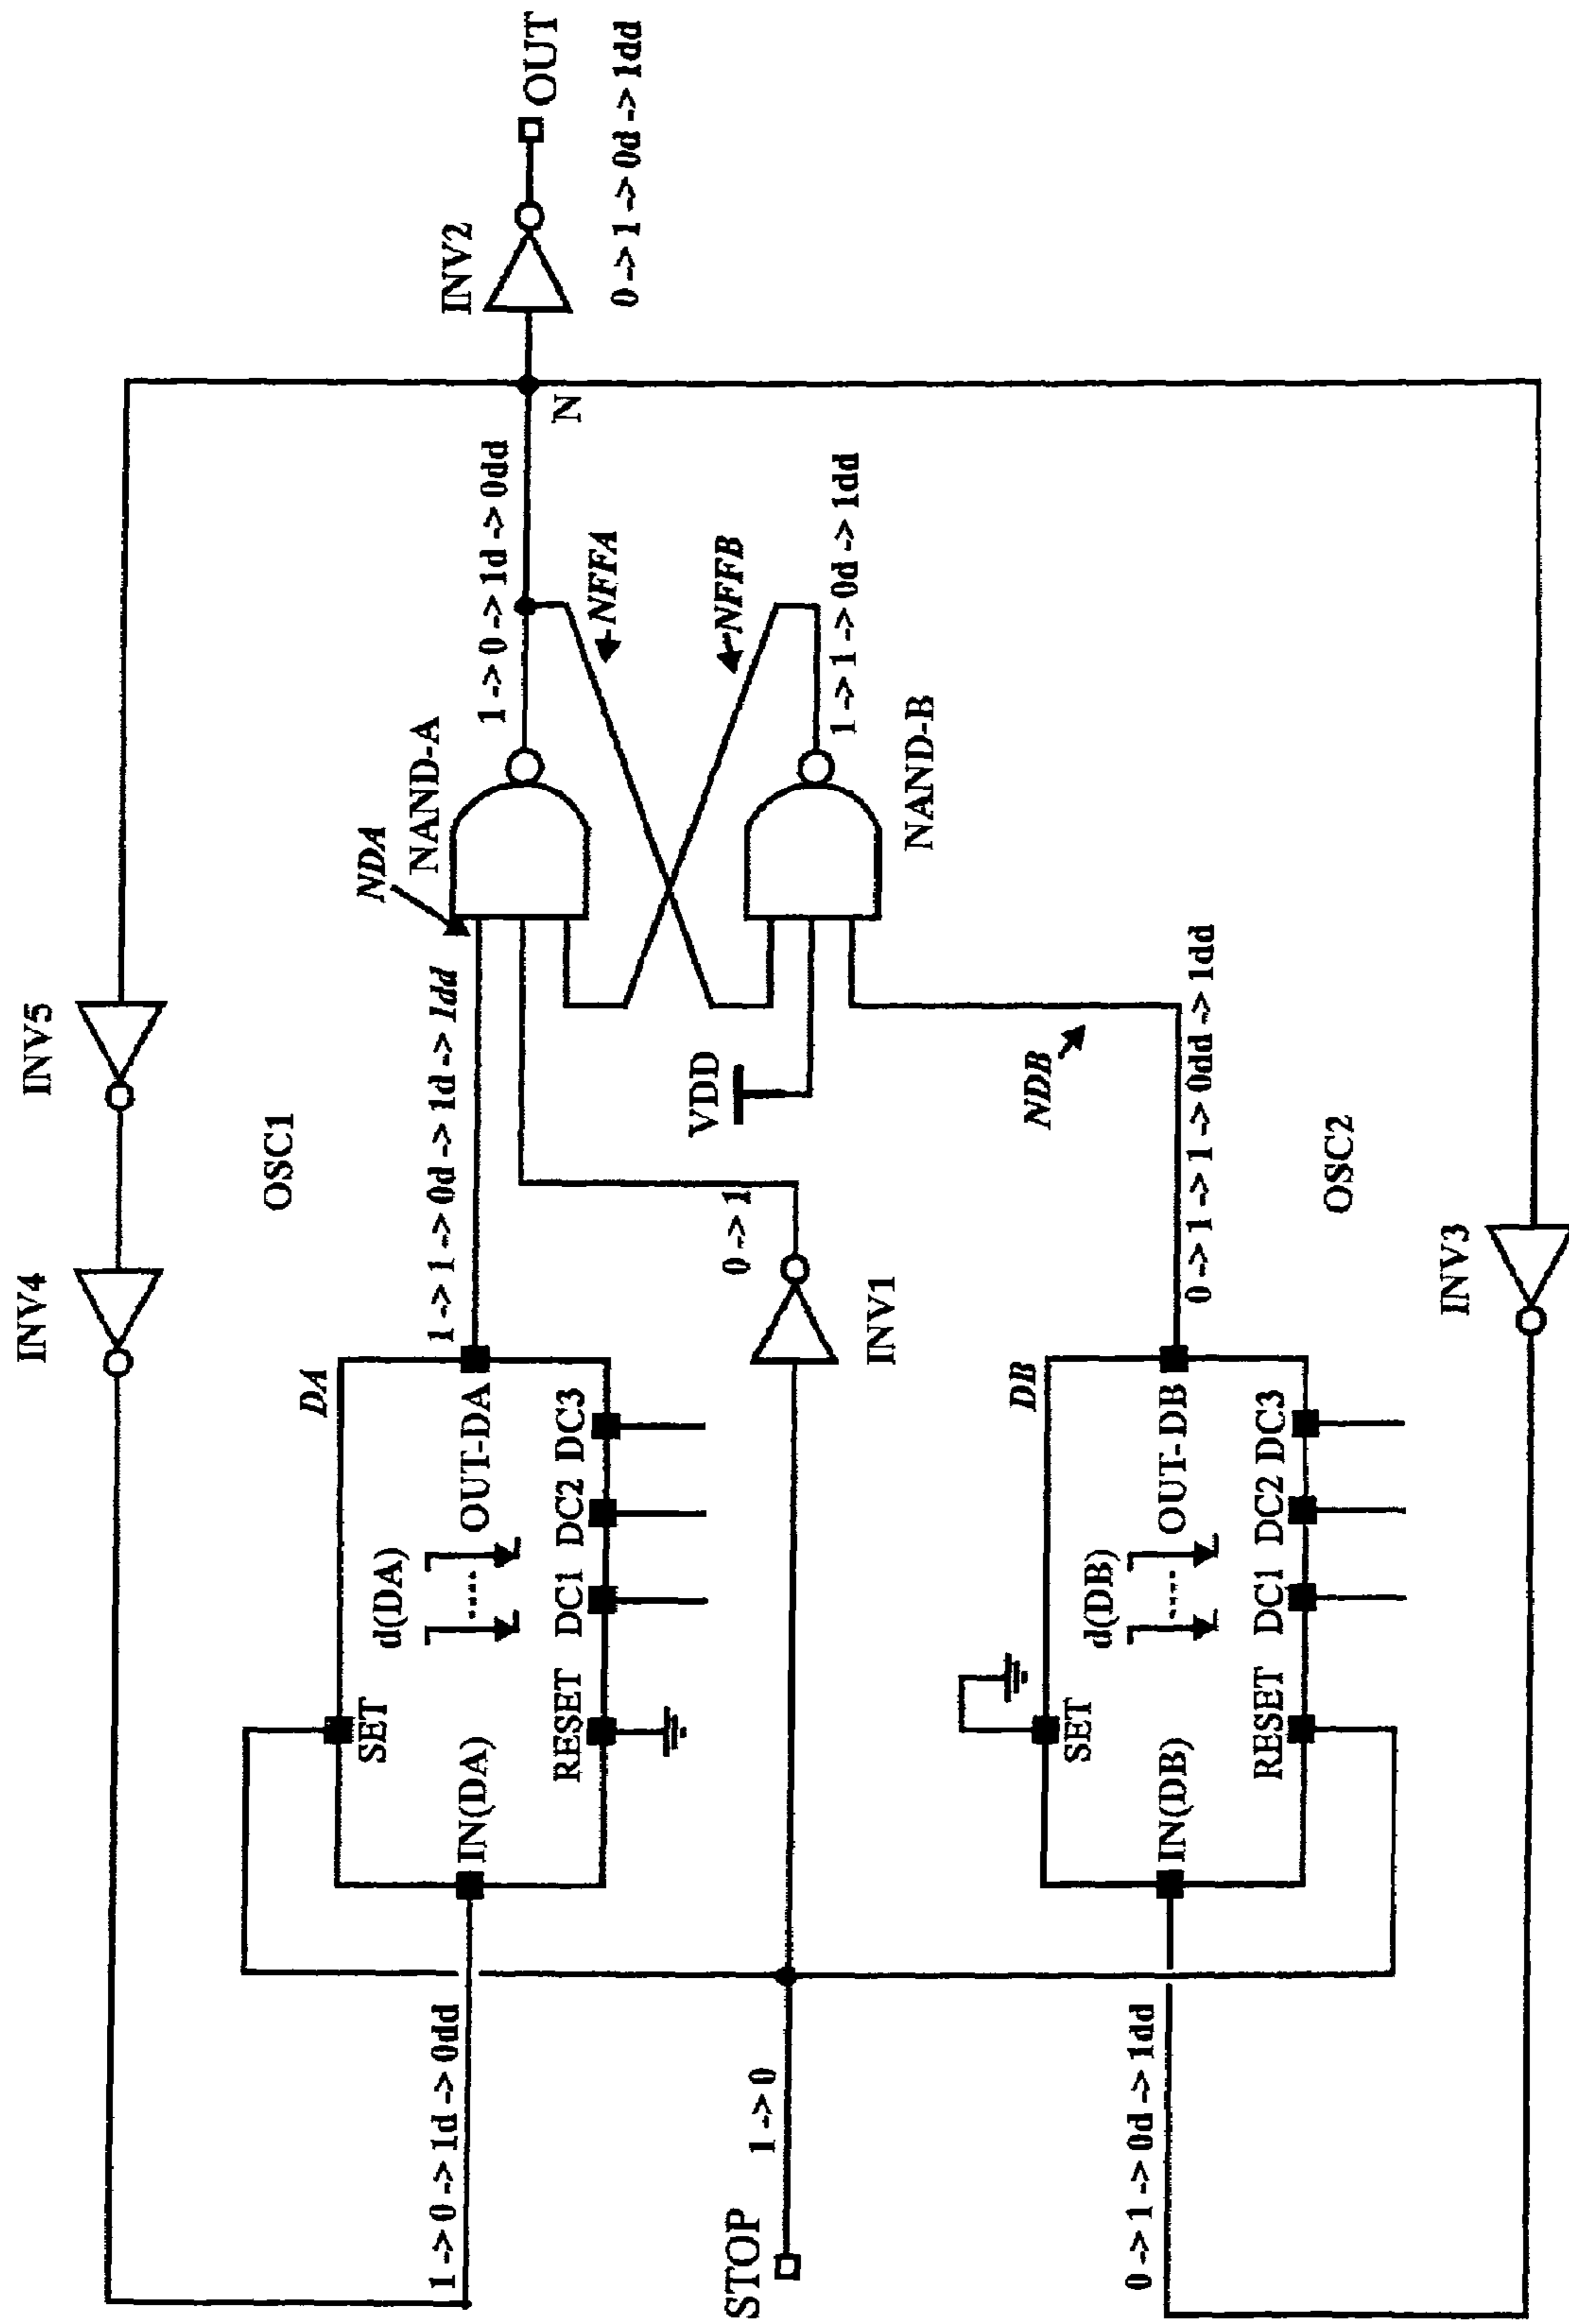 INV4
INV5
OSC1
1 -> 0 -> 1d -> 0dd
DA
SET
IN(DA)
d(DA)
OUT-DA
RESET
DC1
DC2
DC3
1 -> 1 -> 0d -> 1d -> 1dd
NDA
NAND-A
1 -> 0 -> 1d -> 0dd
N
INV2
OUT
0 -> 1 -> 0d -> 1dd
NFFA
NFFB
STOP
1 -> 0
INV1
0 -> 1
VDD
NAND-B
1 -> 1 -> 0d -> 1dd
NDB
0 -> 1 -> 1 -> 0dd -> 1dd
0 -> 1 -> 0d -> 1dd
DB
SET
IN(DB)
d(DB)
OUT-DB
RESET
DC1
DC2
DC3
OSC2
INV3